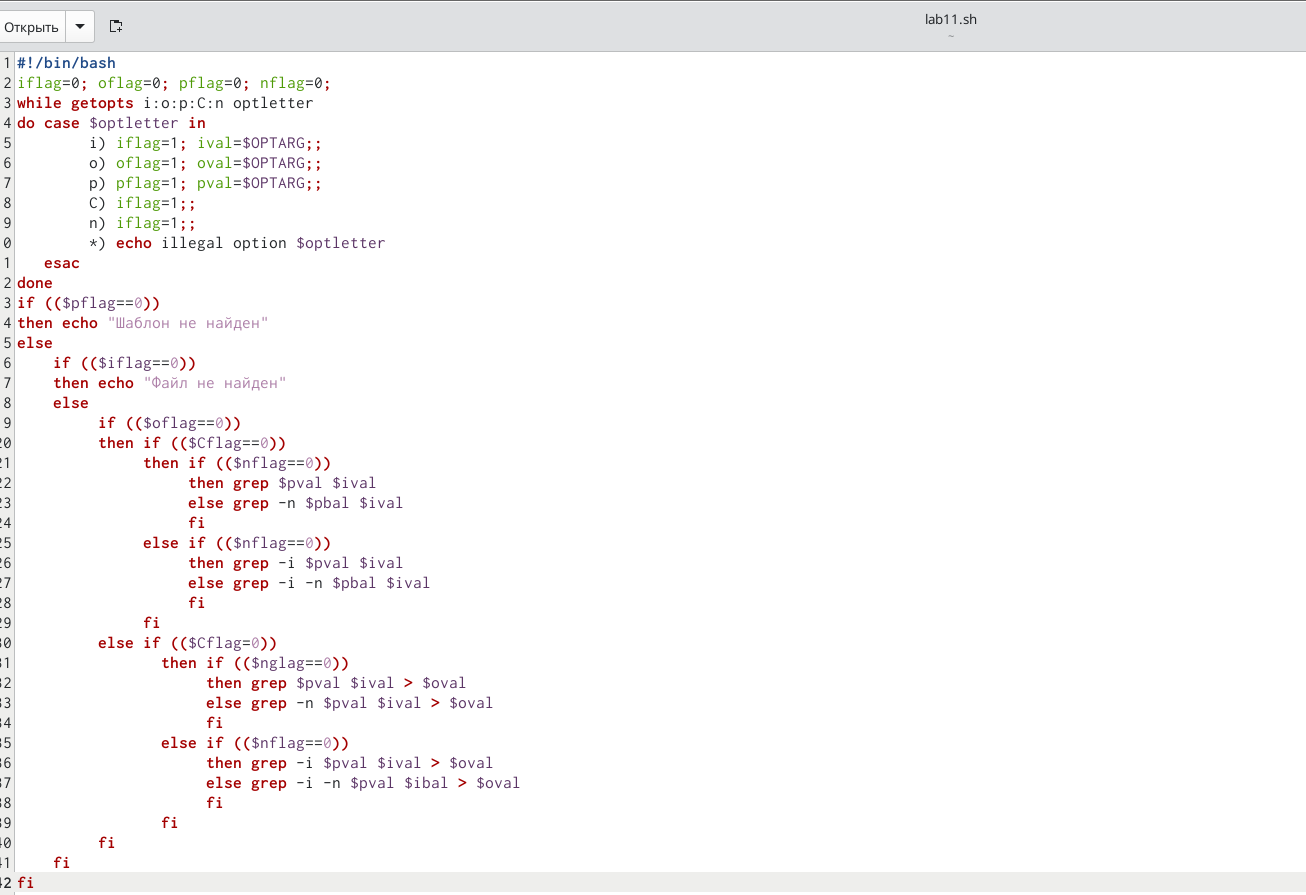 Открыть
lab11.sh
~
1 #!/bin/bash
2 iflag=0; oflag=0; pflag=0; nflag=0;
3 while getopts i:o:p:C:n optletter
4 do case $optletter in
5         i) iflag=1; ival=$OPTARG;;
6         o) oflag=1; oval=$OPTARG;;
7         p) pflag=1; pval=$OPTARG;;
8         C) iflag=1;;
9         n) iflag=1;;
0         *) echo illegal option $optletter
1    esac
2 done
3 if (($pflag==0))
4 then echo "Шаблон не найден"
5 else
6     if (($iflag==0))
7     then echo "Файл не найден"
8     else
9          if (($oflag==0))
20          then if (($Cflag==0))
21               then if (($nflag==0))
22                    then grep $pval $ival
23                    else grep -n $pbal $ival
24                    fi
25               else if (($nflag==0))
26                    then grep -i $pval $ival
27                    else grep -i -n $pbal $ival
28                    fi
29               fi
30          else if (($Cflag=0))
31                 then if (($nglag==0))
32                      then grep $pval $ival > $oval
33                      else grep -n $pval $ival > $oval
34                      fi
35                 else if (($nflag==0))
36                      then grep -i $pval $ival > $oval
37                      else grep -i -n $pval $ibal > $oval
38                      fi
39                 fi
40          fi
41     fi
42 fi